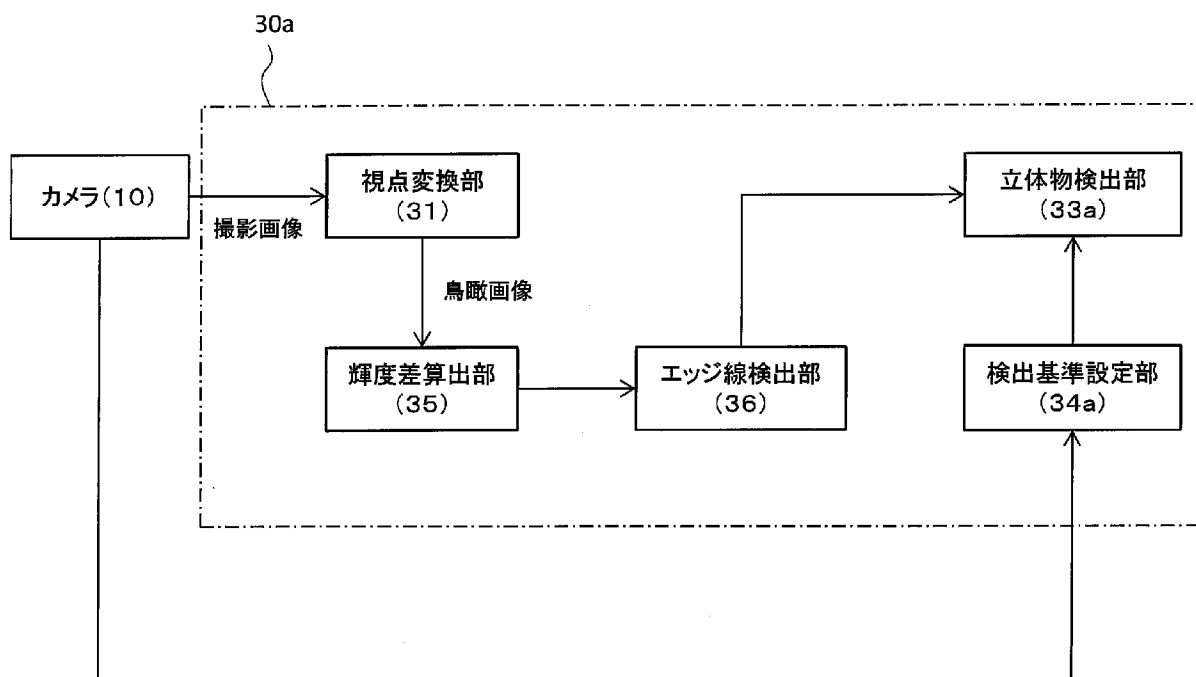 30a
カメラ(10)
撮影画像
視点変換部
(31)
鳥瞰画像
輝度差算出部
(35)
エッジ線検出部
(36)
立体物検出部
(33a)
検出基準設定部
(34a)